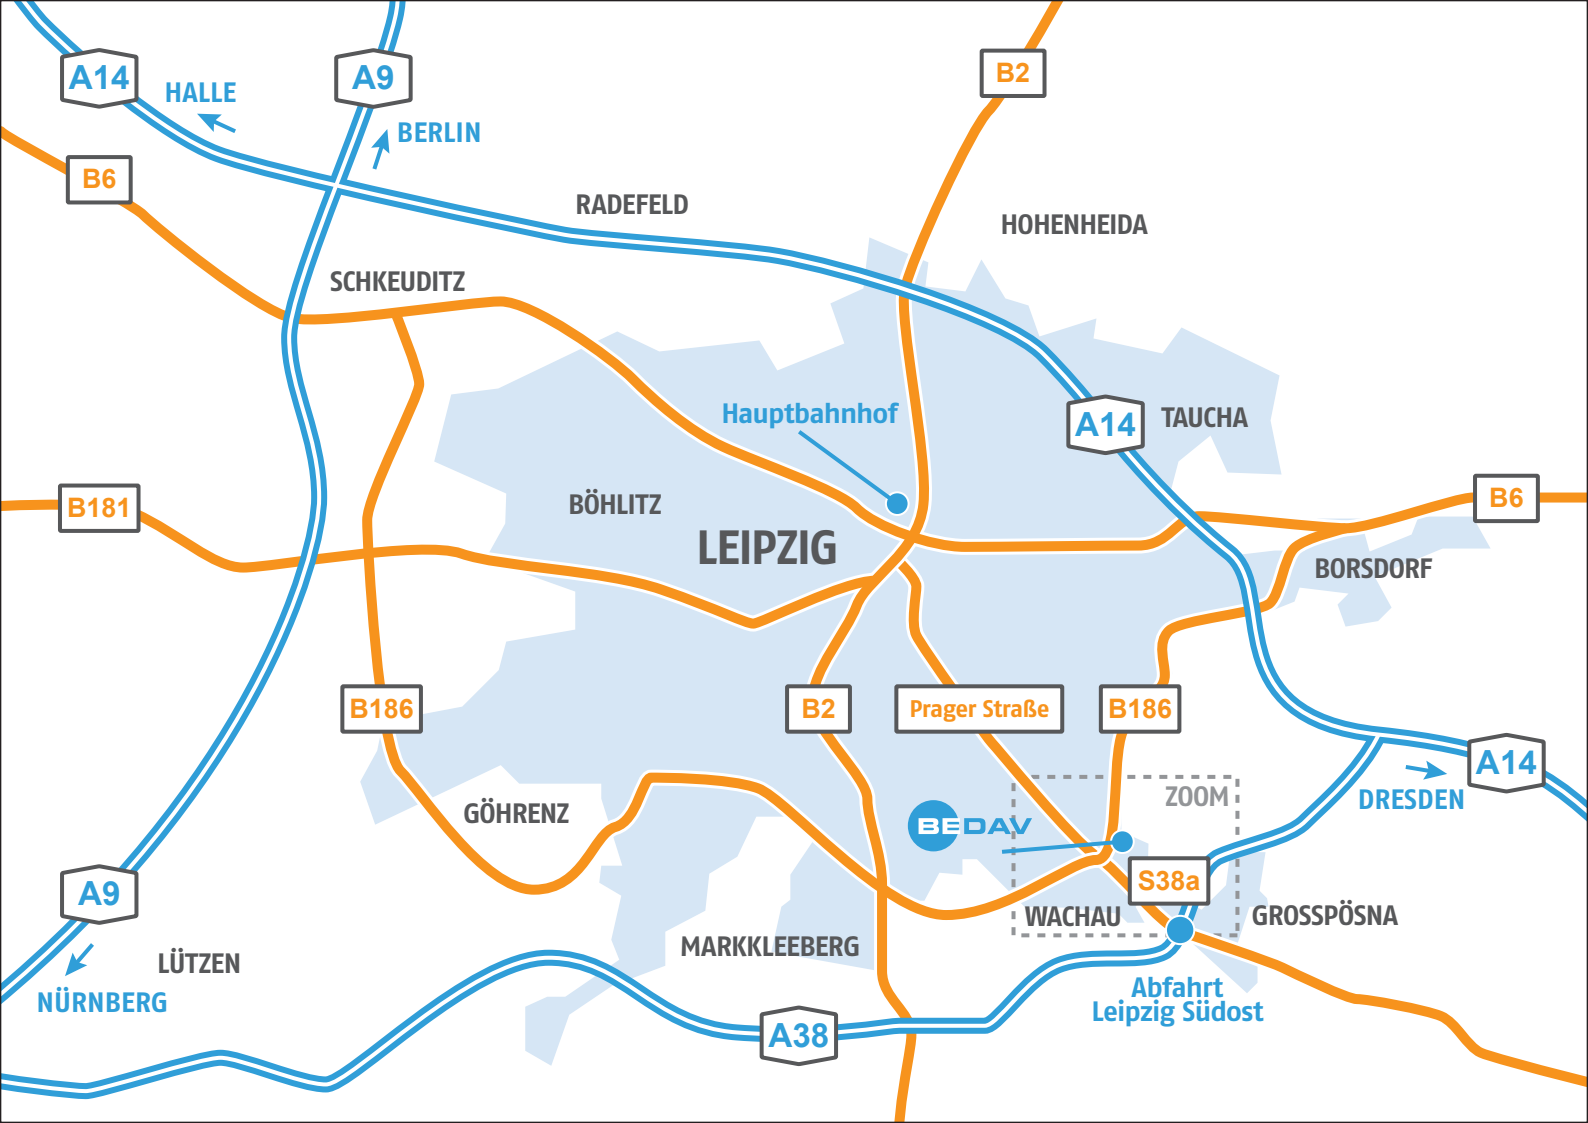 A14
A9
B2
HALLE
BERLIN
B6
RADEFELD
HOHENHEIDA
SCHKEUDITZ
Hauptbahnhof
A14
TAUCHA
B181
BÖHLITZ
B6
LEIPZIG
BORSDORF
B186
B2
Prager Straße
B186
A14
ZOOM
DRESDEN
GÖHRENZ
BEDAV
S38a
A9
WACHAU
GROSSPÖSNA
MARKKLEEBERG
LÜTZEN
NÜRNBERG
Abfahrt
Leipzig Südost
A38